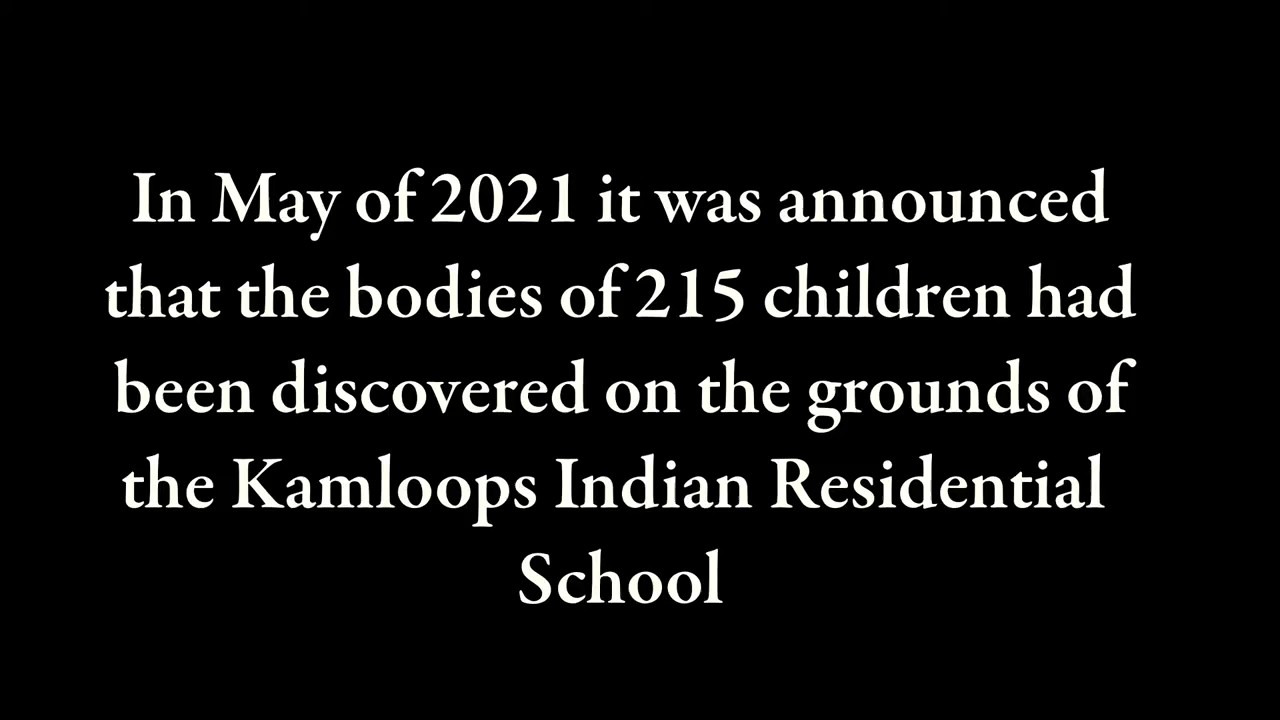 In May of 2021 it was announced
that the bodies of 215 children had
been discovered on the grounds of
the Kamloops Indian Residential
School